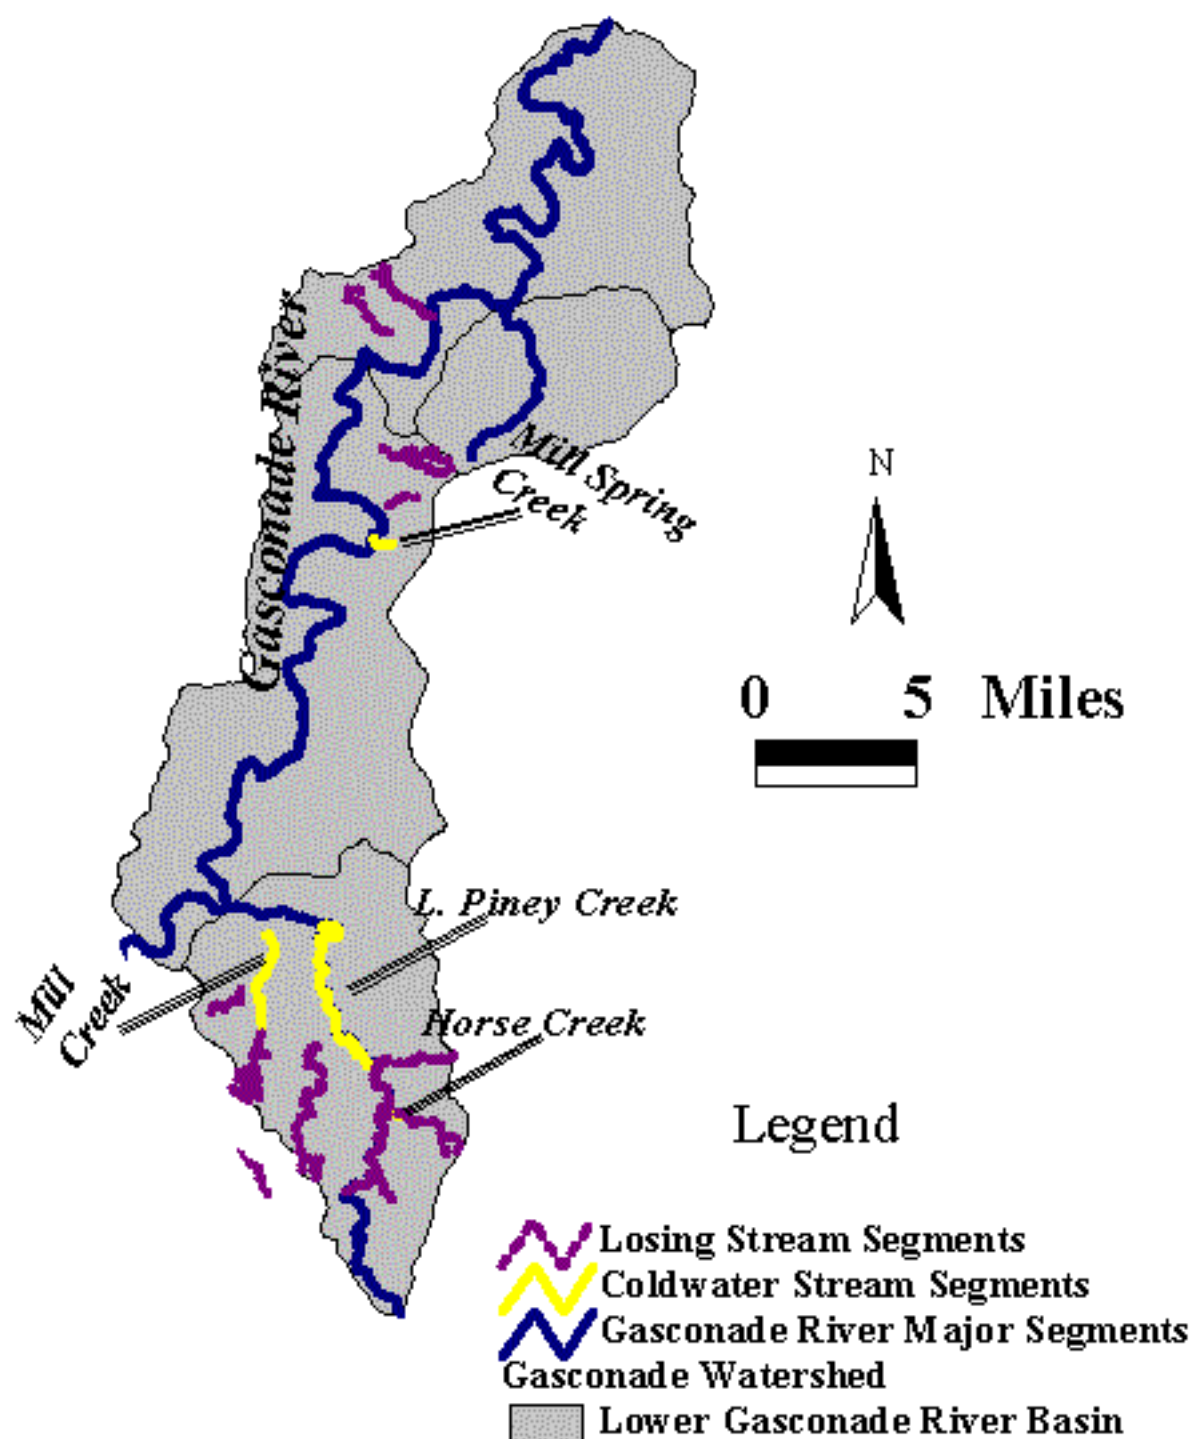 Gasconade River
Mill Spring
Creek
N
0 5 Miles
L. Piney Creek
Mill
Creek
Horse Creek
Legend
Losing Stream Segments
Coldwater Stream Segments
Gasconade River Major Segments
Gasconade Watershed
Lower Gasconade River Basin